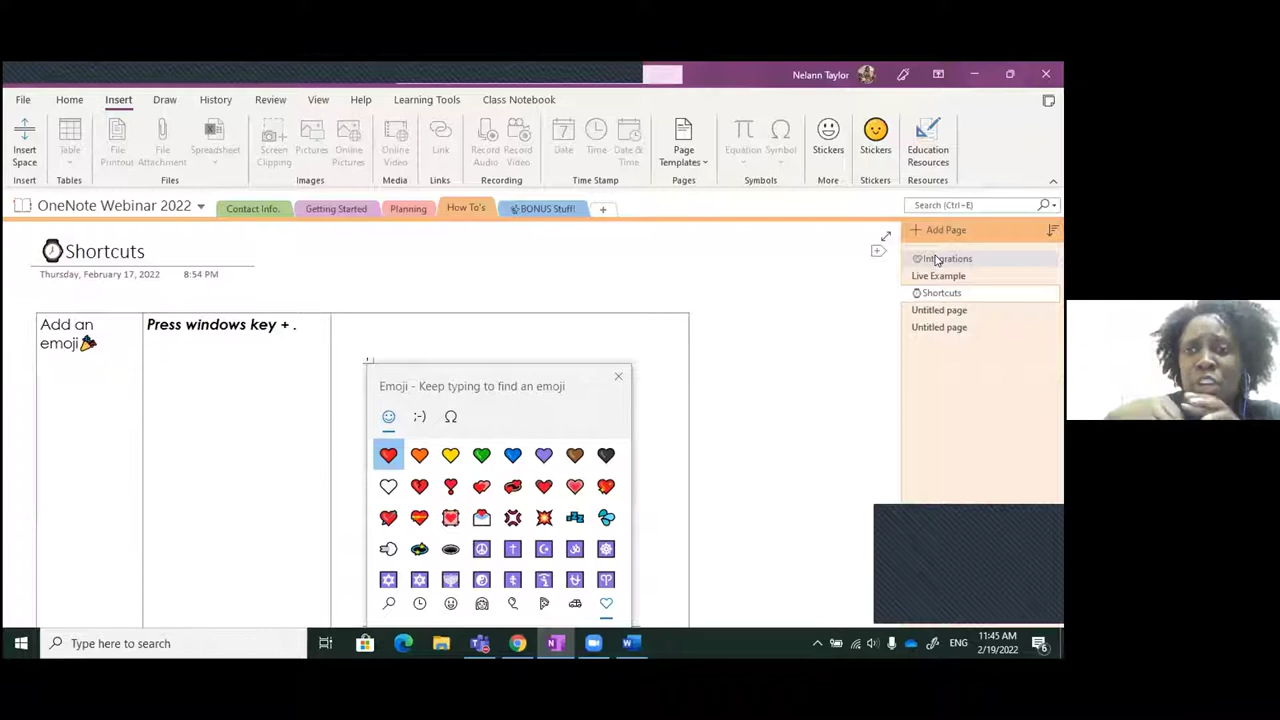 Nelann Taylor
File Home Insert Draw History Review View Help Learning Tools Class Notebook
Insert Space Table File Printout File Attachment Spreadsheet Screen Clipping Pictures Online Pictures Online Video Link Record Audio Record Video Date Time Date & Time Page Templates Equation Symbol Stickers Stickers Education Resources
Insert Tables Files Images Media Links Recording Time Stamp Pages Symbols More Stickers Resources
OneNote Webinar 2022 Contact Info. Getting Started Planning How To's BONUS Stuff! + Search (Ctrl+E)
+ Add Page
Shortcuts
Thursday, February 17, 2022 8:54 PM
Integrations
Live Example
Shortcuts
Untitled page
Untitled page
Add an
emoji
Press windows key + .
Emoji - Keep typing to find an emoji
;-) Ω
Type here to search
ENG
11:45 AM
2/19/2022
6